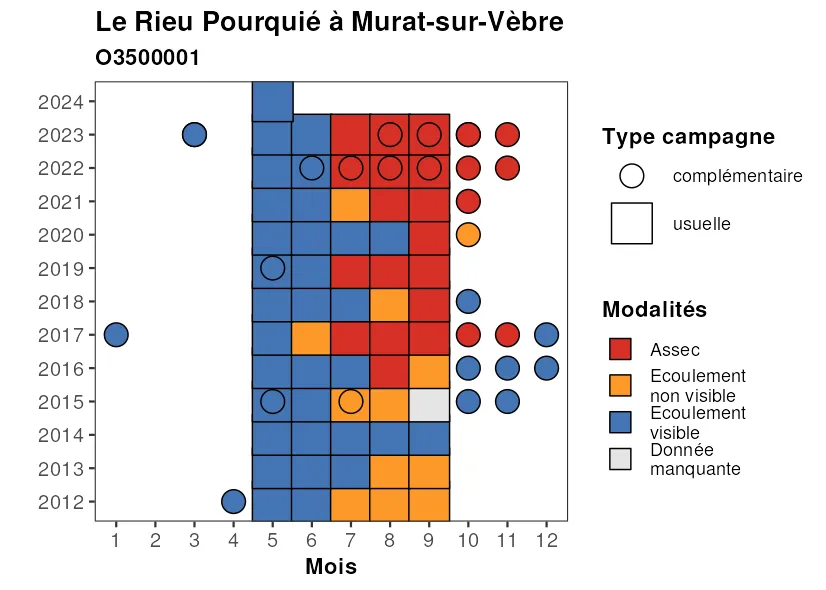 Le Rieu Pourquié à Murat-sur-Vèbre
O3500001
2024
2023
2022
2021
2020
2019
2018
2017
2016
2015
2014
2013
2012
1 2 3 4 5 6 7 8 9 10 11 12
Mois
Type campagne
complémentaire
usuelle
Modalités
Assec
Ecoulement
non visible
Ecoulement
visible
Donnée
manquante